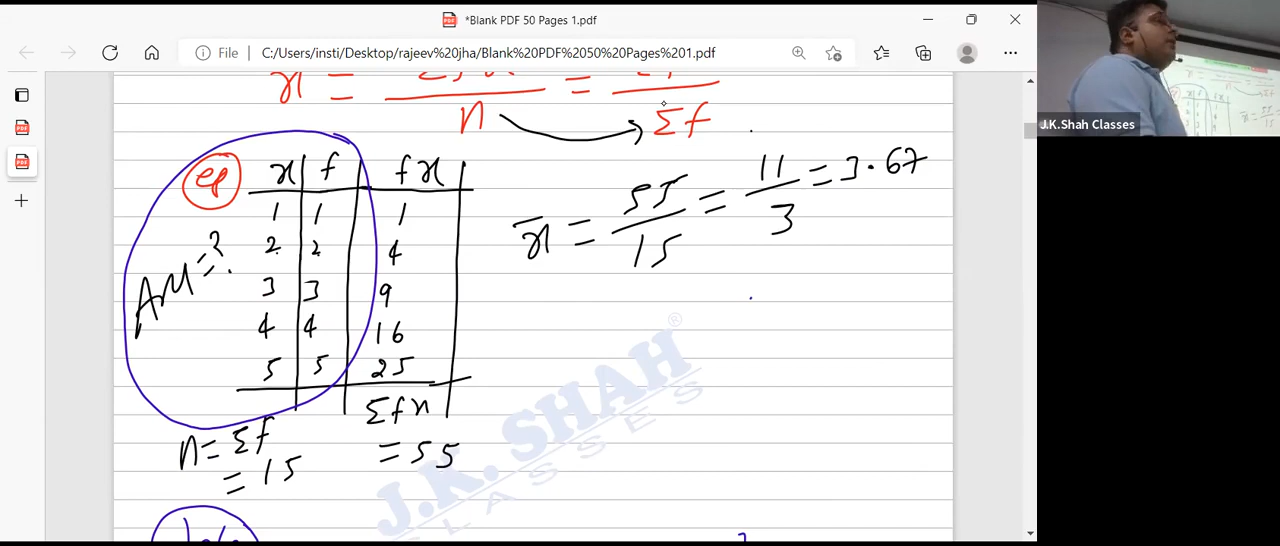 *Blank PDF 50 Pages 1.pdf
File C:/Users/insti/Desktop/rajeev%20jha/Blank%20PDF%2050%20Pages%201.pdf
x̄ = = 
n Σf
eg x f fx
1 1 1
2 2 4
3 3 9
4 4 16
5 5 25
AM = ?
Σfx
n = Σf = 55
= 15
x̄ = 55/15 = 11/3 = 3.67
J.K. SHAH®
CLASSES
J.K.Shah Classes